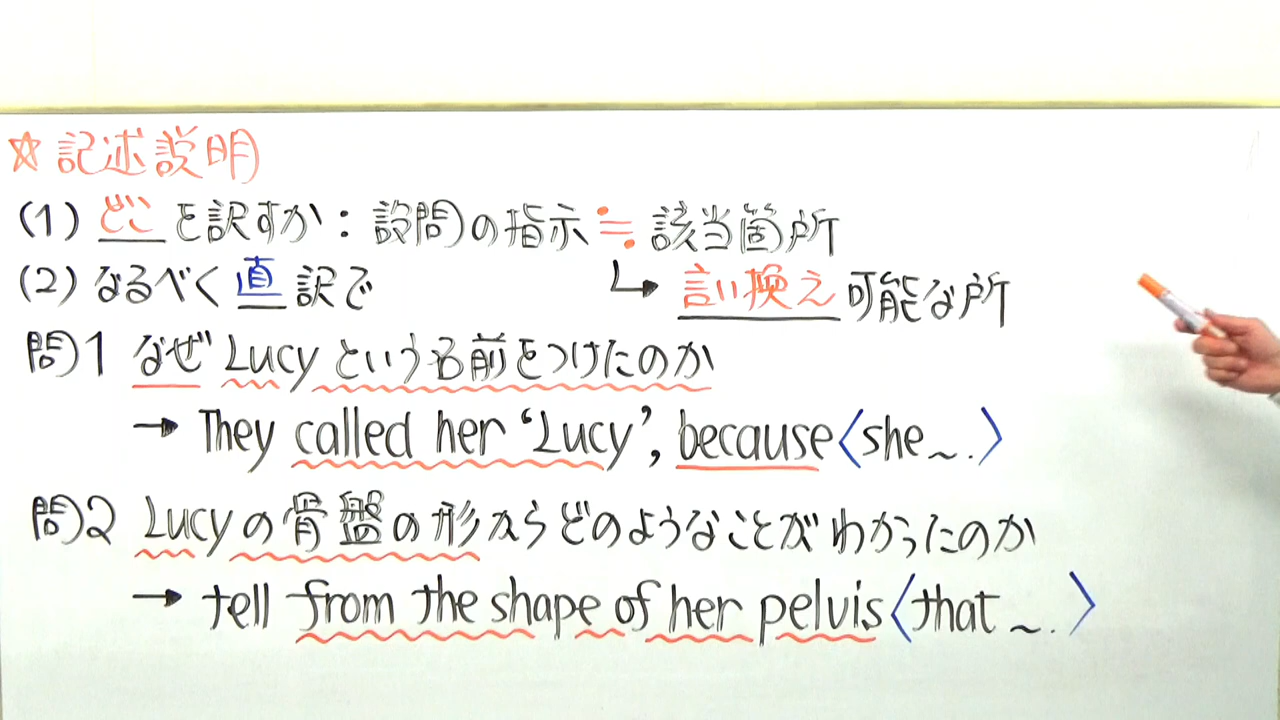 ☆記述説明
(1) どこを訳すか：設問の指示≒該当箇所
(2) なるべく直訳で
↳ 言い換え可能な所
問1 なぜLucyという名前をつけたのか
→ They called her ‘Lucy’, because〈she ~.〉
問2 Lucyの骨盤の形からどのようなことがわかったのか
→ tell from the shape of her pelvis〈that ~.〉